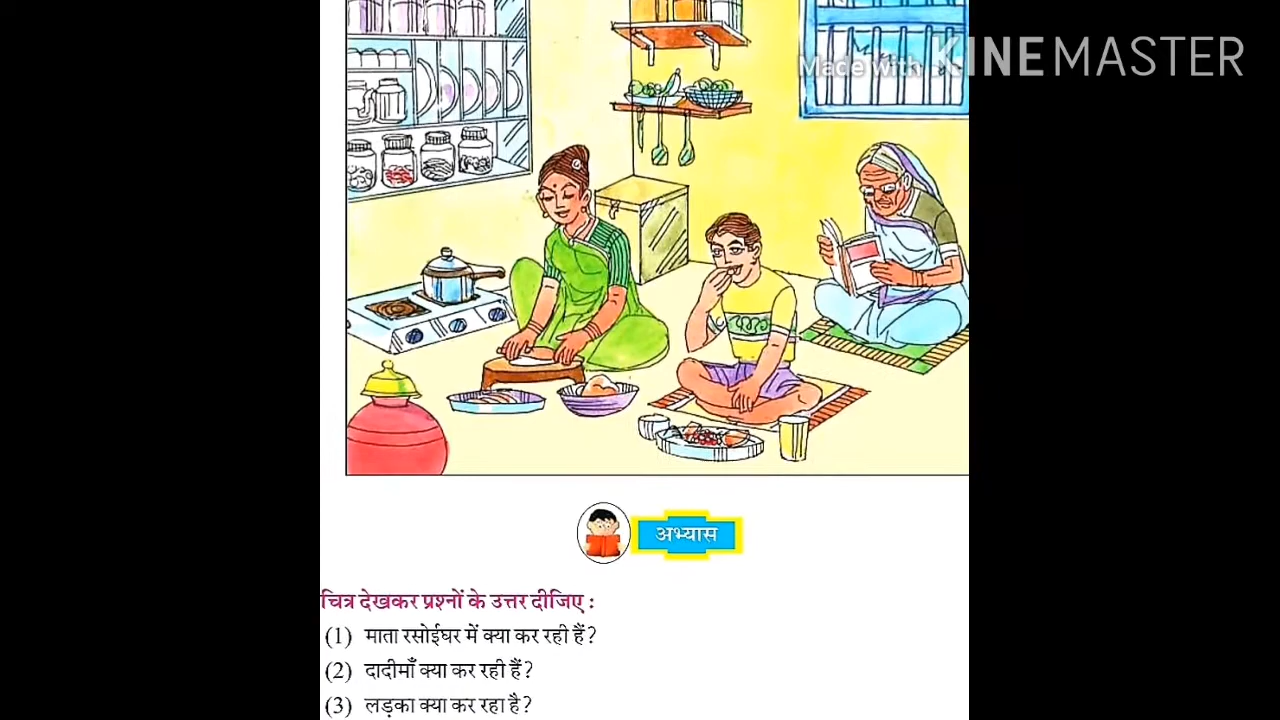 Made with KINEMASTER
अभ्यास
चित्र देखकर प्रश्नों के उत्तर दीजिए :
(1) माता रसोईघर में क्या कर रही हैं?
(2) दादीमाँ क्या कर रही हैं?
(3) लड़का क्या कर रहा है?